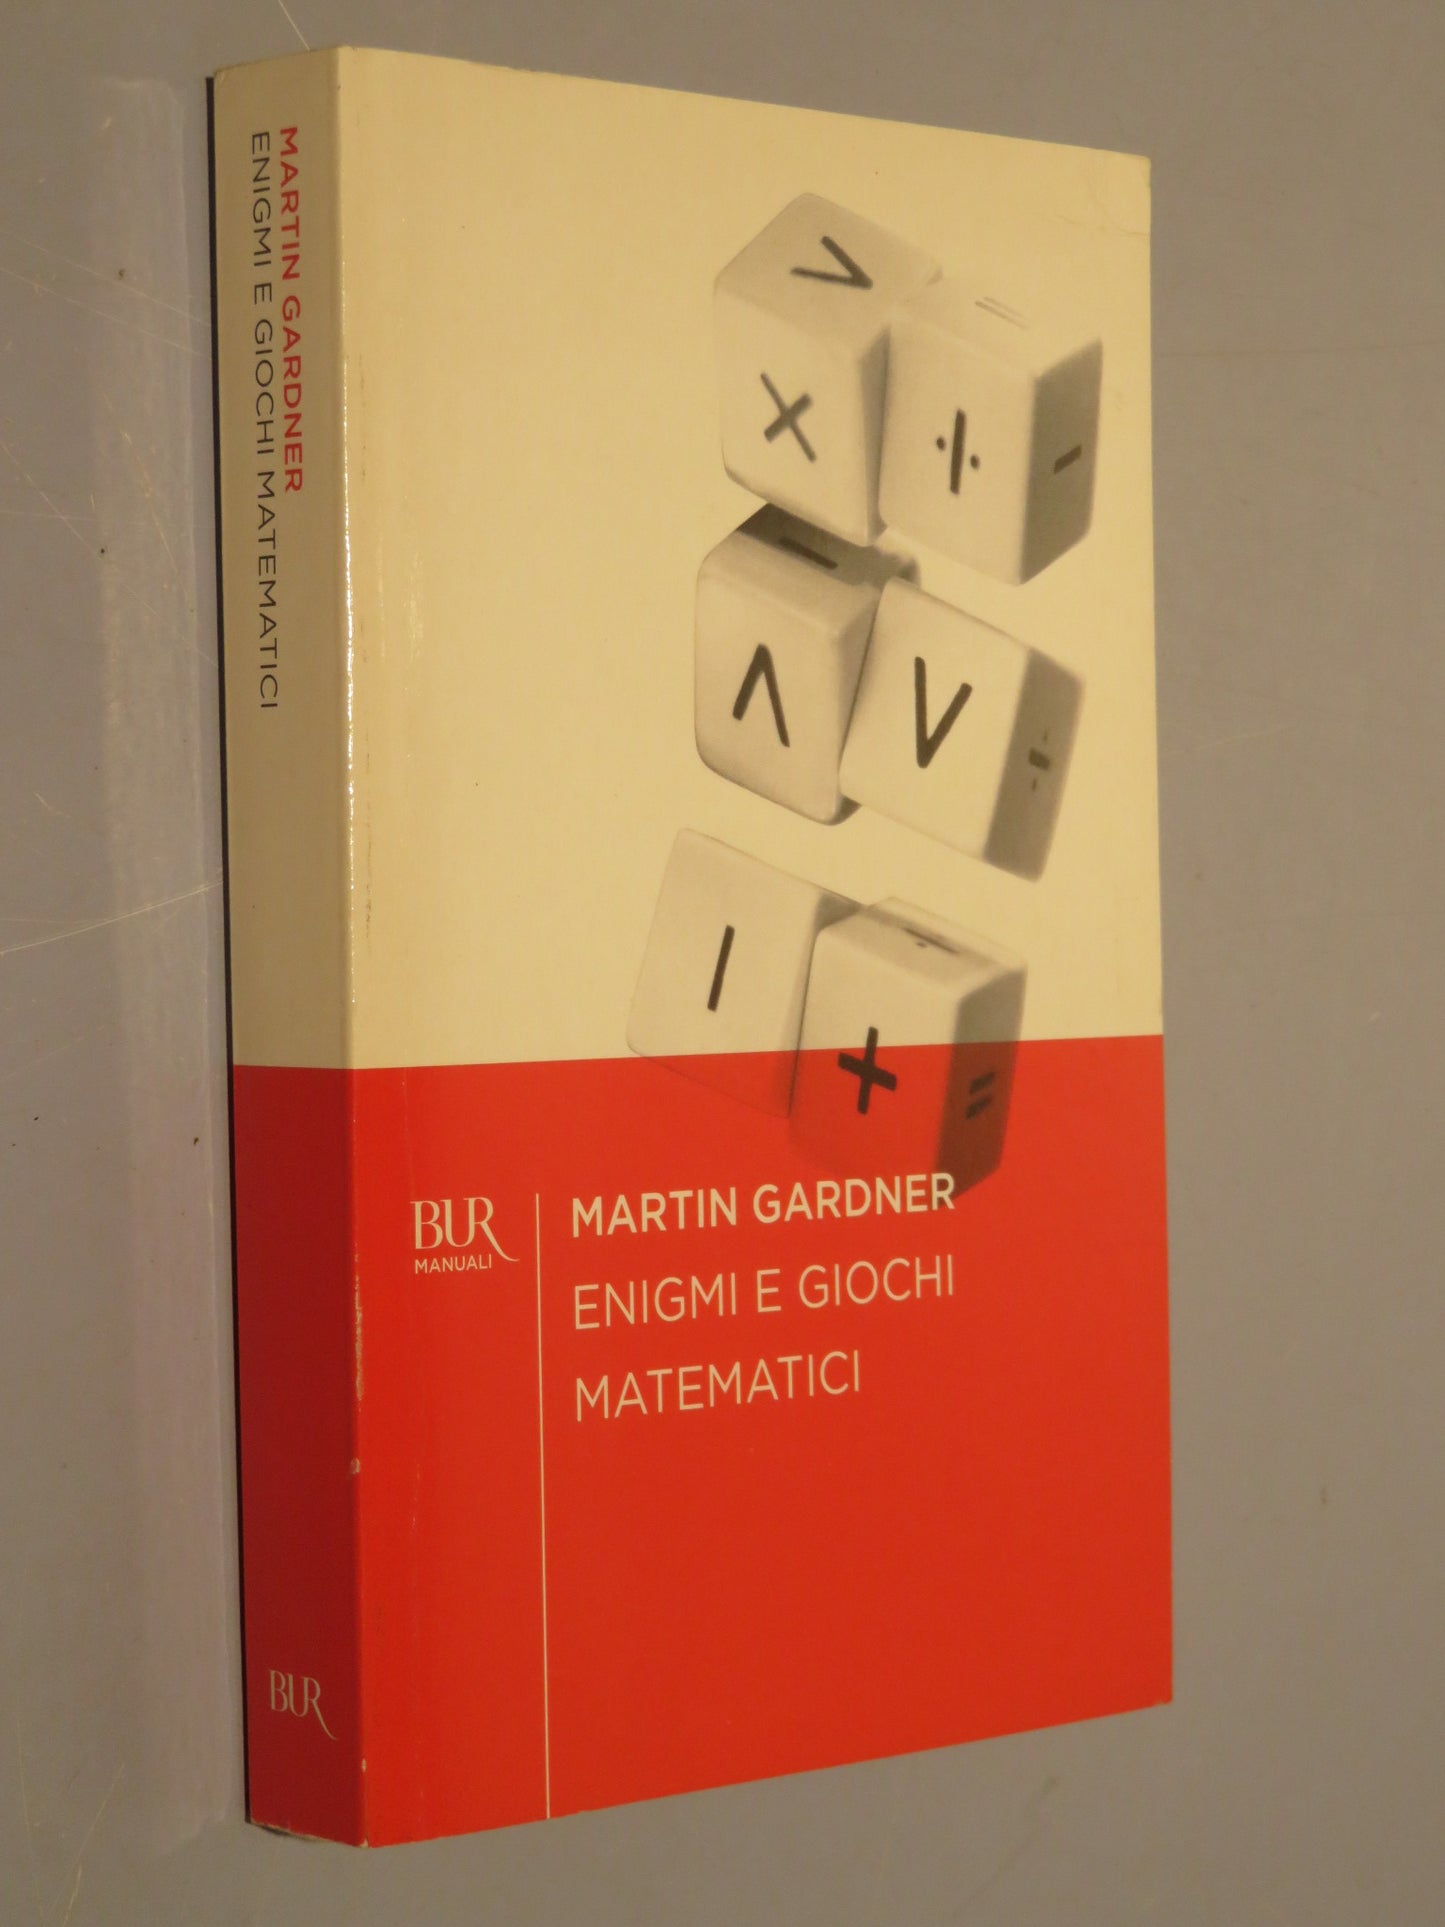 MARTIN GARDNER
ENIGMI E GIOCHI MATEMATICI
BUR
>
=
×
÷
-
-
<
>
÷
-
÷
+
=
BUR
MANUALI
MARTIN GARDNER
ENIGMI E GIOCHI
MATEMATICI